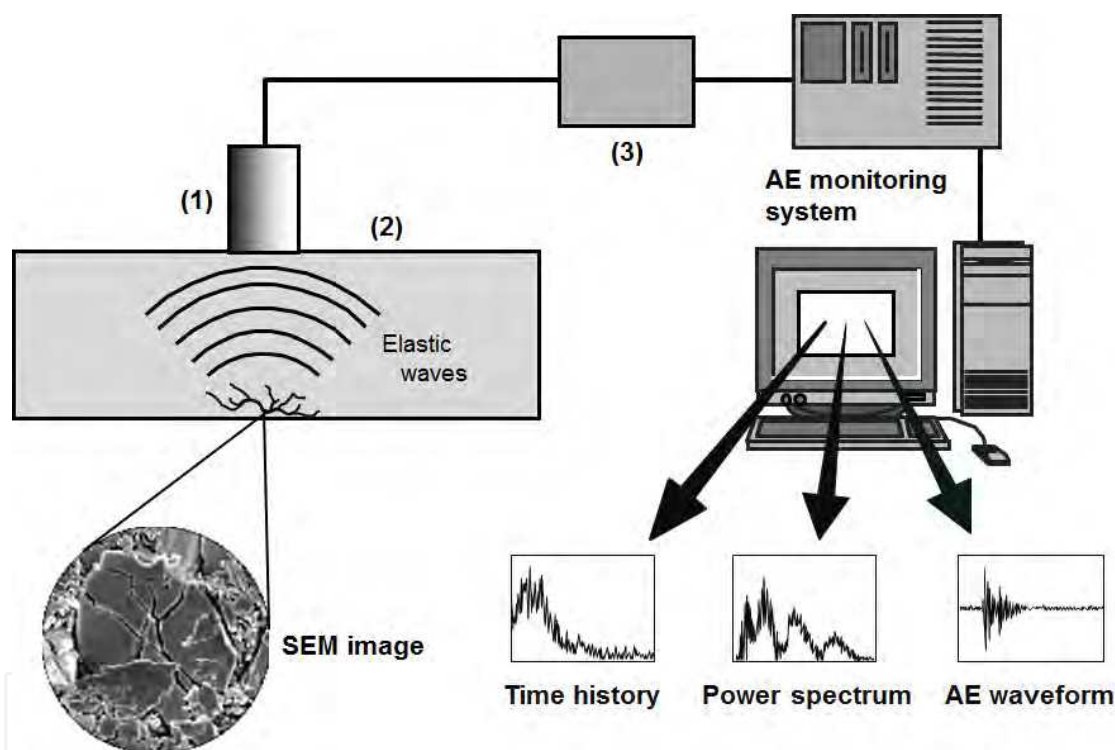 (1)
(2)
(3)
AE monitoring
system
Elastic
waves
SEM image
Time history
Power spectrum
AE waveform